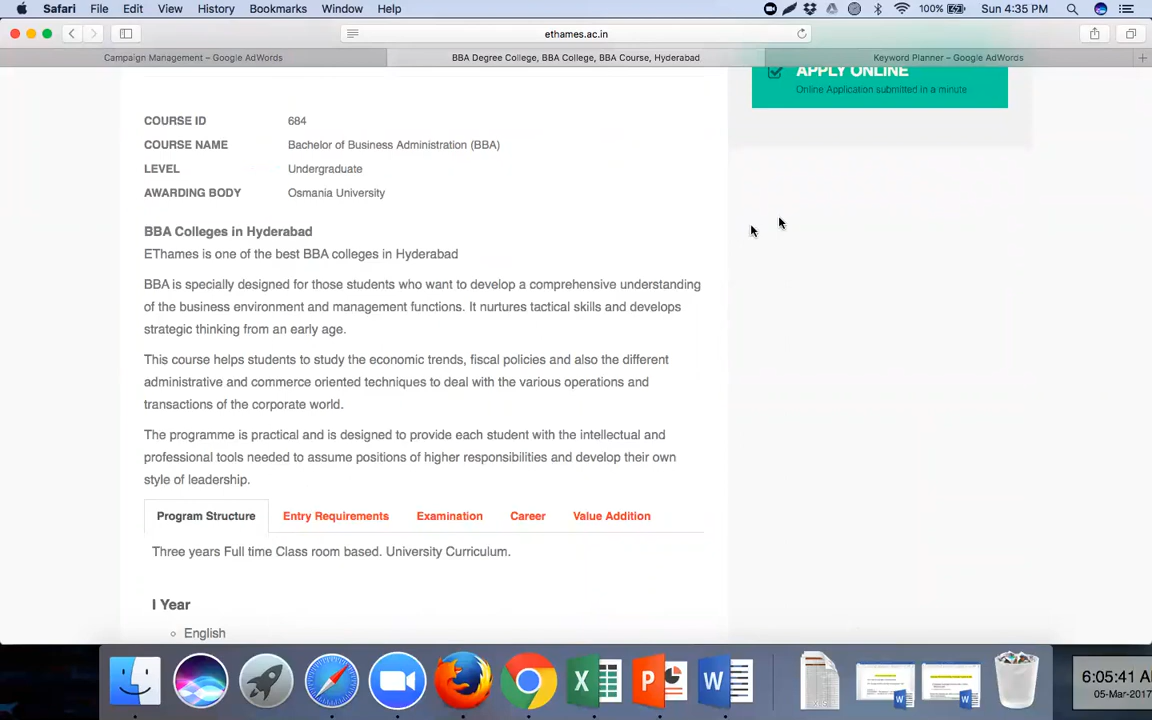 Safari File Edit View History Bookmarks Window Help 100% Sun 4:35 PM
ethames.ac.in
Campaign Management – Google AdWords BBA Degree College, BBA College, BBA Course, Hyderabad Keyword Planner – Google AdWords
APPLY ONLINE
Online Application submitted in a minute
COURSE ID 684
COURSE NAME Bachelor of Business Administration (BBA)
LEVEL Undergraduate
AWARDING BODY Osmania University
BBA Colleges in Hyderabad
EThames is one of the best BBA colleges in Hyderabad
BBA is specially designed for those students who want to develop a comprehensive understanding
of the business environment and management functions. It nurtures tactical skills and develops
strategic thinking from an early age.
This course helps students to study the economic trends, fiscal policies and also the different
administrative and commerce oriented techniques to deal with the various operations and
transactions of the corporate world.
The programme is practical and is designed to provide each student with the intellectual and
professional tools needed to assume positions of higher responsibilities and develop their own
style of leadership.
Program Structure Entry Requirements Examination Career Value Addition
Three years Full time Class room based. University Curriculum.
I Year
English
6:05:41 A
05-Mar-2017